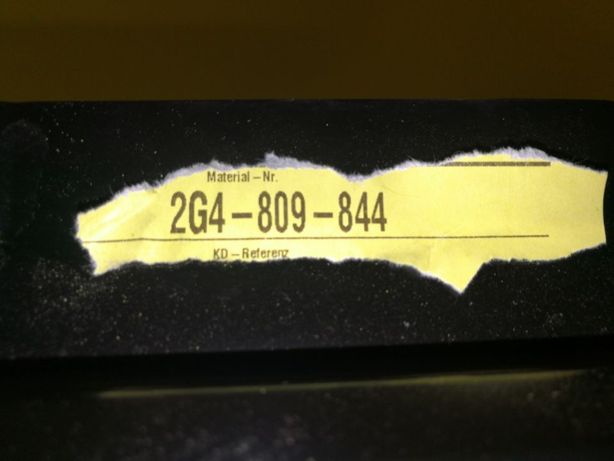 Material – Nr.
2G4–809–844
KD – Referenz